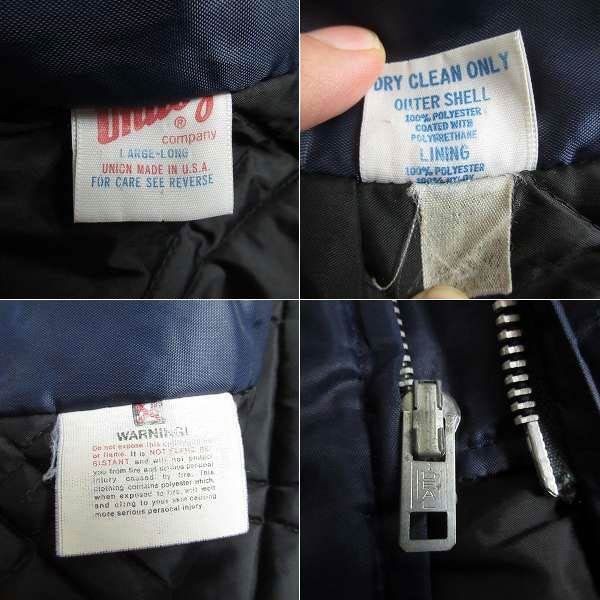 ®
company
LARGE-LONG
UNION MADE IN U.S.A.
FOR CARE SEE REVERSE
DRY CLEAN ONLY
OUTER SHELL
100% POLYESTER
COATED WITH
POLYURETHANE
LINING
100% POLYESTER
100% NYLON
WARNING!
Do not expose this
or flame. It is NOT FLAME RE-
SISTANT and will not protect
you from fire and serious personal
injury caused by fire. This
clothing contains polyester which,
when exposed to fire, will melt
and cling to your skin causing
more serious personal injury
IDEAL